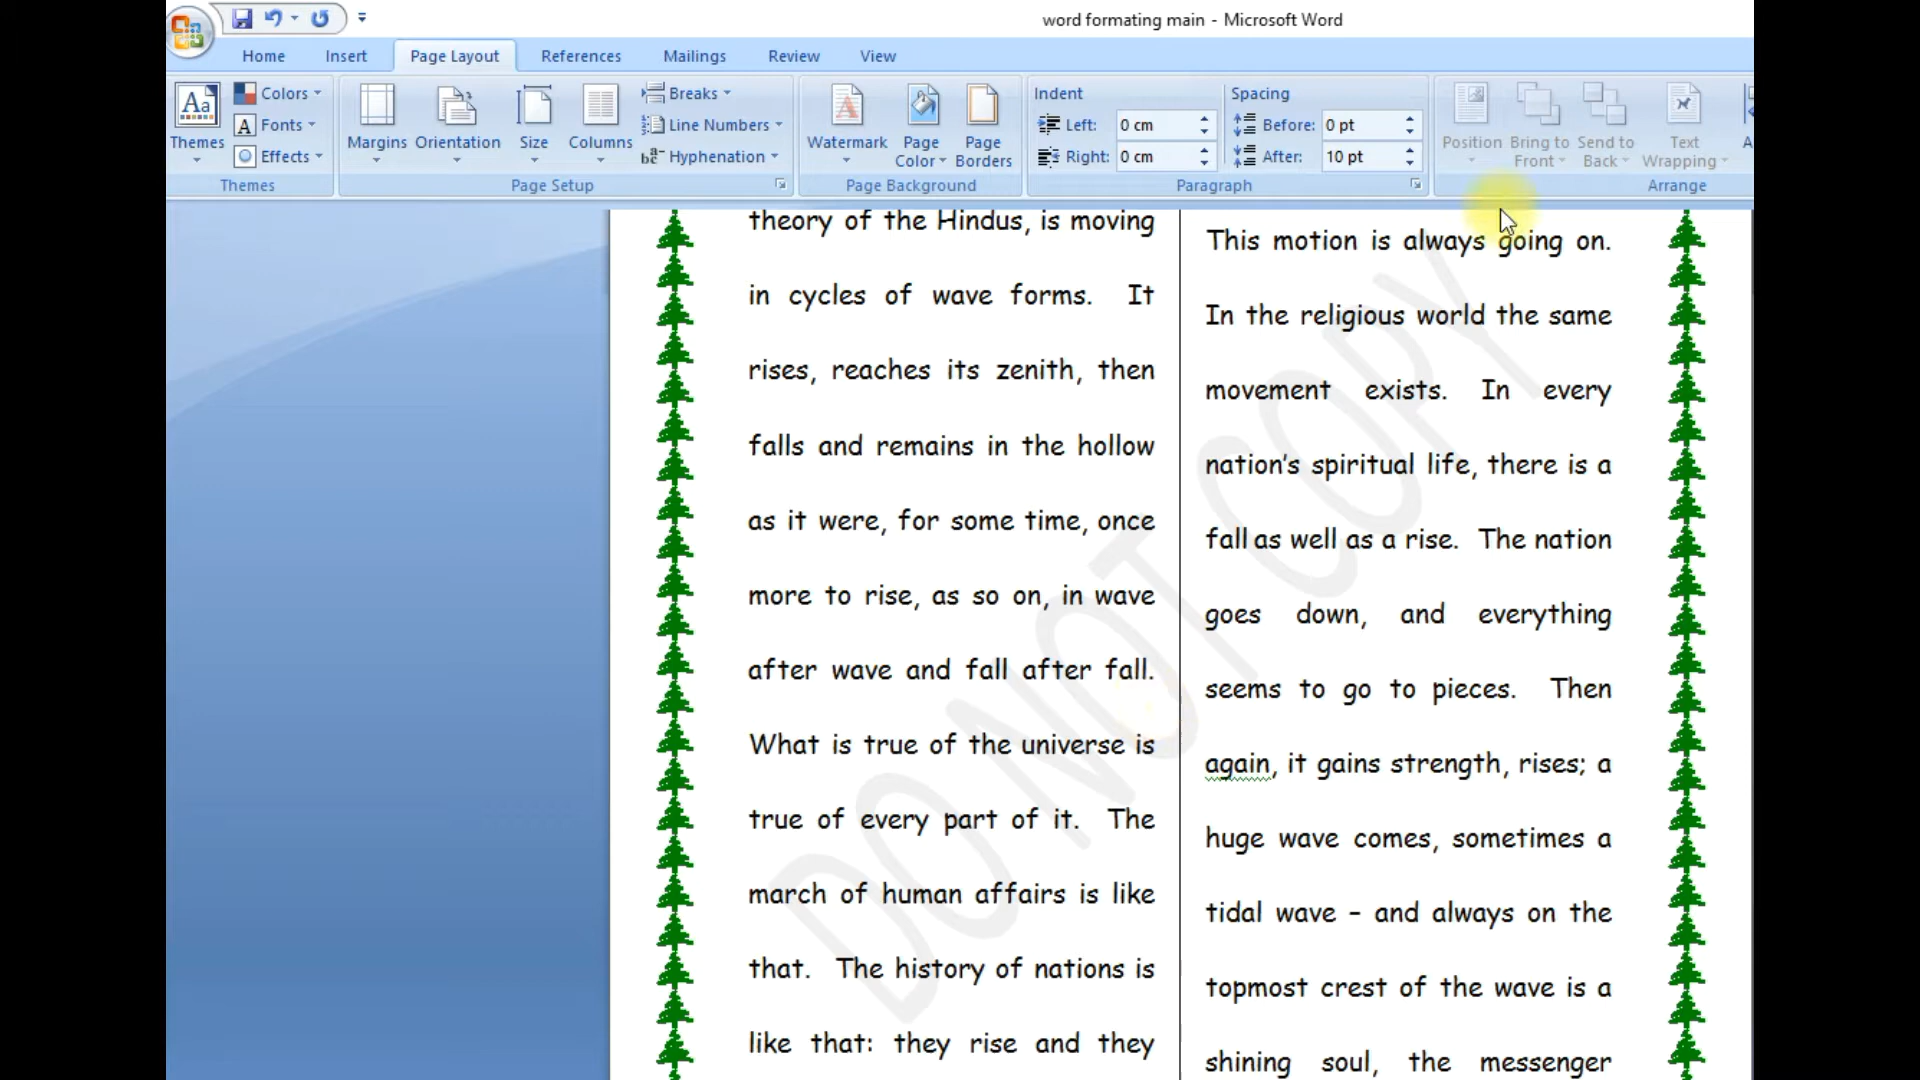 word formating main - Microsoft Word
Home Insert Page Layout References Mailings Review View
Themes
Colors
Fonts
Effects
Themes
Margins
Orientation
Size
Columns
Breaks
Line Numbers
Hyphenation
Page Setup
Watermark
Page Color
Page Borders
Page Background
Indent
Left: 0 cm
Right: 0 cm
Spacing
Before: 0 pt
After: 10 pt
Paragraph
Position
Bring to Front
Send to Back
Text Wrapping
Arrange
theory of the Hindus, is moving
in cycles of wave forms. It
rises, reaches its zenith, then
falls and remains in the hollow
as it were, for some time, once
more to rise, as so on, in wave
after wave and fall after fall.
What is true of the universe is
true of every part of it. The
march of human affairs is like
that. The history of nations is
like that: they rise and they
This motion is always going on.
In the religious world the same
movement exists. In every
nation's spiritual life, there is a
fall as well as a rise. The nation
goes down, and everything
seems to go to pieces. Then
again, it gains strength, rises; a
huge wave comes, sometimes a
tidal wave – and always on the
topmost crest of the wave is a
shining soul, the messenger
DO NOT COPY